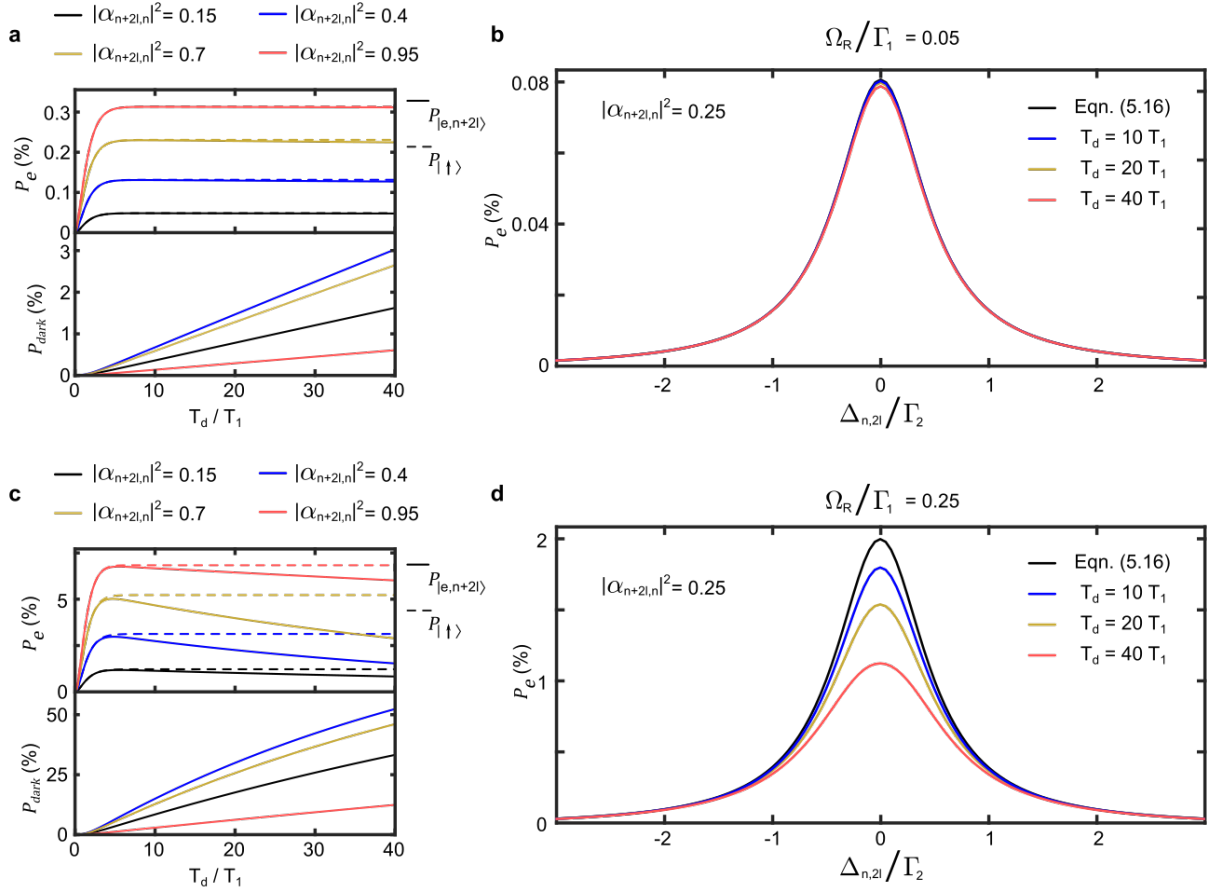 a
|α_{n+2l,n}|² = 0.15
|α_{n+2l,n}|² = 0.4
|α_{n+2l,n}|² = 0.7
|α_{n+2l,n}|² = 0.95
P_e (%)
0.3
0.2
0.1
0
P_{|e,n+2l⟩}
P_{|↑⟩}
P_{dark} (%)
3
2
1
0
0 10 20 30 40
T_d / T_1
b
Ω_R/Γ_1 = 0.05
|α_{n+2l,n}|² = 0.25
Eqn. (5.16)
T_d = 10 T_1
T_d = 20 T_1
T_d = 40 T_1
P_e (%)
0.08
0.04
0
-2 -1 0 1 2
Δ_{n,2l}/Γ_2
c
|α_{n+2l,n}|² = 0.15
|α_{n+2l,n}|² = 0.4
|α_{n+2l,n}|² = 0.7
|α_{n+2l,n}|² = 0.95
P_e (%)
5
0
P_{|e,n+2l⟩}
P_{|↑⟩}
P_{dark} (%)
50
25
0
0 10 20 30 40
T_d / T_1
d
Ω_R/Γ_1 = 0.25
|α_{n+2l,n}|² = 0.25
Eqn. (5.16)
T_d = 10 T_1
T_d = 20 T_1
T_d = 40 T_1
P_e (%)
2
1
0
-2 -1 0 1 2
Δ_{n,2l}/Γ_2